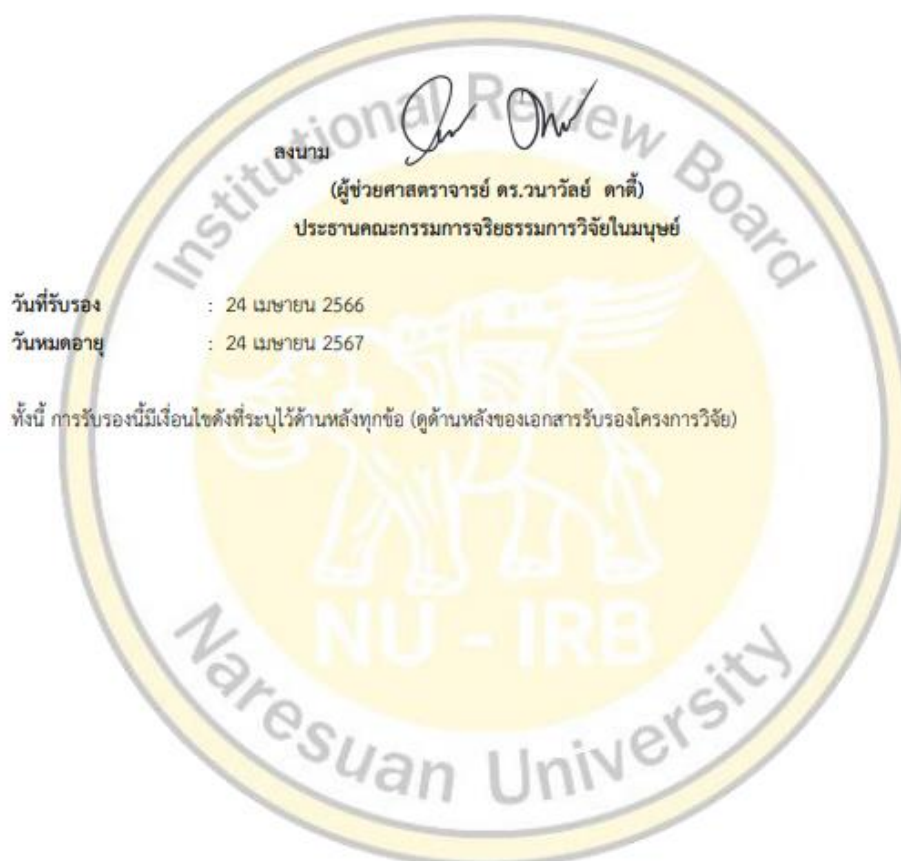 Institutional Review Board
ลงนาม
(ผู้ช่วยศาสตราจารย์ ดร.วนาวัลย์ ดาตี้)
ประธานคณะกรรมการจริยธรรมการวิจัยในมนุษย์
วันที่รับรอง : 24 เมษายน 2566
วันหมดอายุ : 24 เมษายน 2567
ทั้งนี้ การรับรองนี้มีเงื่อนไขดังที่ระบุไว้ด้านหลังทุกข้อ (ดูด้านหลังของเอกสารรับรองโครงการวิจัย)
NU - IRB
Naresuan University